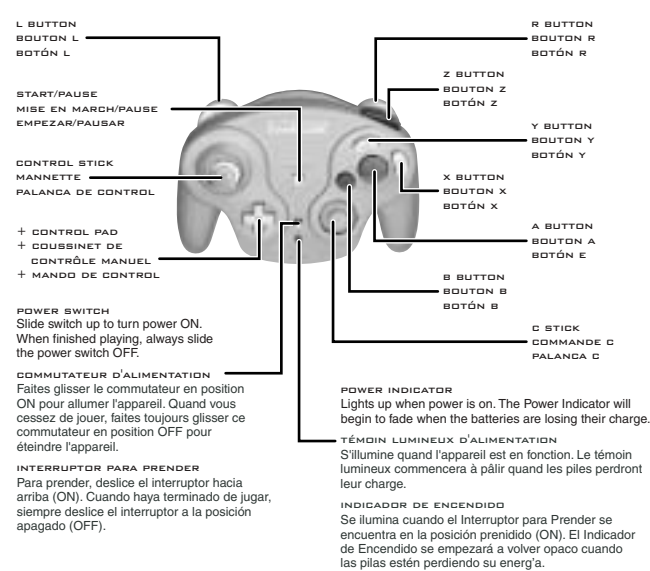 L BUTTON
BOUTON L
BOTÓN L
START/PAUSE
MISE EN MARCH/PAUSE
EMPEZAR/PAUSAR
CONTROL STICK
MANNETTE
PALANCA DE CONTROL
+ CONTROL PAD
+ COUSSINET DE
CONTRÔLE MANUEL
+ MANDO DE CONTROL
R BUTTON
BOUTON R
BOTÓN R
Z BUTTON
BOUTON Z
BOTÓN Z
Y BUTTON
BOUTON Y
BOTÓN Y
X BUTTON
BOUTON X
BOTÓN X
A BUTTON
BOUTON A
BOTÓN E
B BUTTON
BOUTON B
BOTÓN B
C STICK
COMMANDE C
PALANCA C
POWER SWITCH
Slide switch up to turn power ON.
When finished playing, always slide
the power switch OFF.
COMMUTATEUR D'ALIMENTATION
Faites glisser le commutateur en position
ON pour allumer l'appareil. Quand vous
cessez de jouer, faites toujours glisser ce
commutateur en position OFF pour
éteindre l'appareil.
INTERRUPTOR PARA PRENDER
Para prender, deslice el interruptor hacia
arriba (ON). Cuando haya terminado de jugar,
siempre deslice el interruptor a la posición
apagado (OFF).
POWER INDICATOR
Lights up when power is on. The Power Indicator will
begin to fade when the batteries are losing their charge.
TÉMOIN LUMINEUX D'ALIMENTATION
S'illumine quand l'appareil est en fonction. Le témoin
lumineux commencera à pâlir quand les piles perdront
leur charge.
INDICADOR DE ENCENDIDO
Se ilumina cuando el Interruptor para Prender se
encuentra en la posición prenidido (ON). El Indicador
de Encendido se empezará a volver opaco cuando
las pilas estén perdiendo su energ'a.